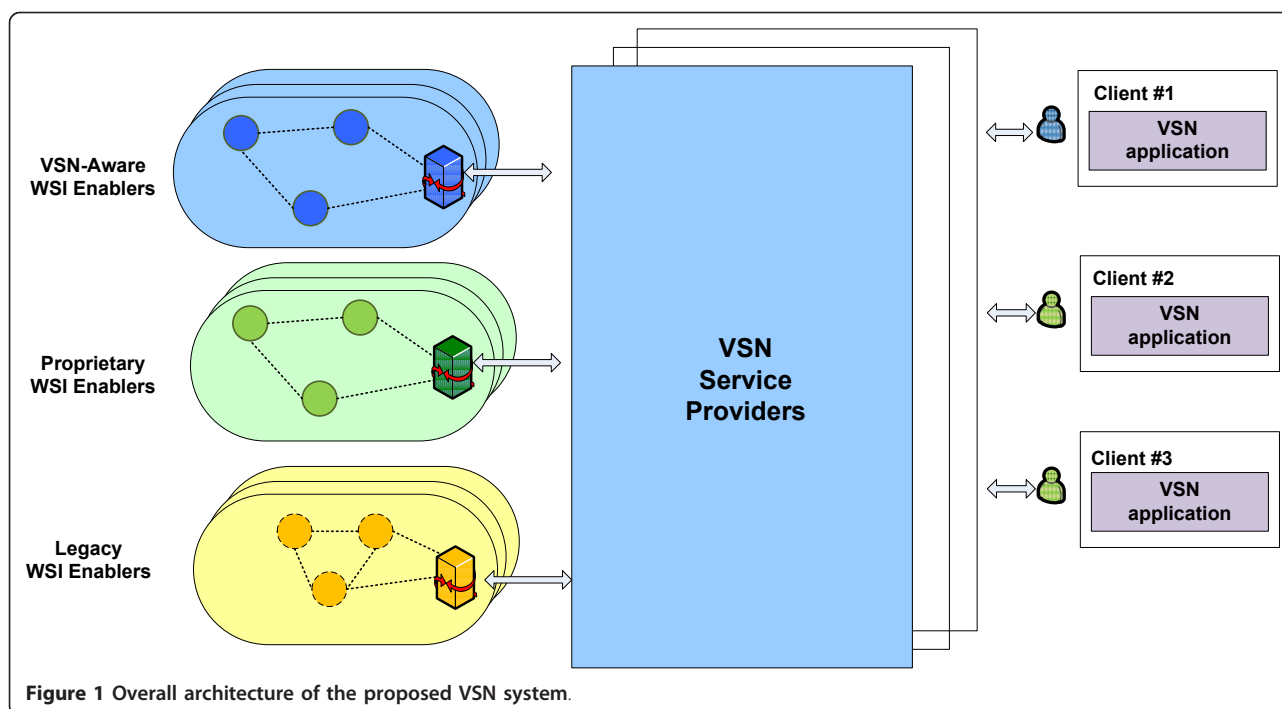 VSN-Aware
WSI Enablers
Proprietary
WSI Enablers
Legacy
WSI Enablers
VSN
Service
Providers
Client #1
VSN
application
Client #2
VSN
application
Client #3
VSN
application
Figure 1 Overall architecture of the proposed VSN system.